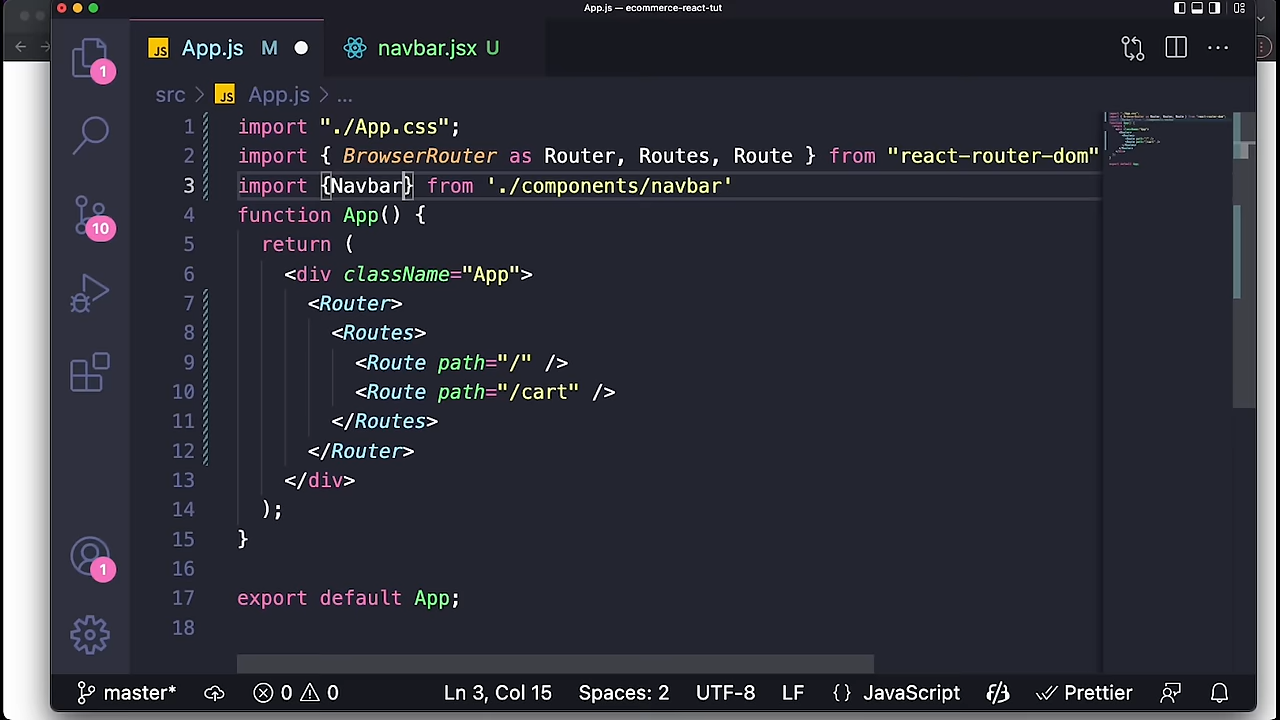 App.js — ecommerce-react-tut
JS App.js M navbar.jsx U
src > JS App.js > ...
1 import "./App.css";
2 import { BrowserRouter as Router, Routes, Route } from "react-router-dom"
3 import {Navbar} from './components/navbar'
4 function App() {
5 return (
6 <div className="App">
7 <Router>
8 <Routes>
9 <Route path="/" />
10 <Route path="/cart" />
11 </Routes>
12 </Router>
13 </div>
14 );
15 }
16
17 export default App;
18
1
10
1
master* 0 0 Ln 3, Col 15 Spaces: 2 UTF-8 LF {} JavaScript Prettier